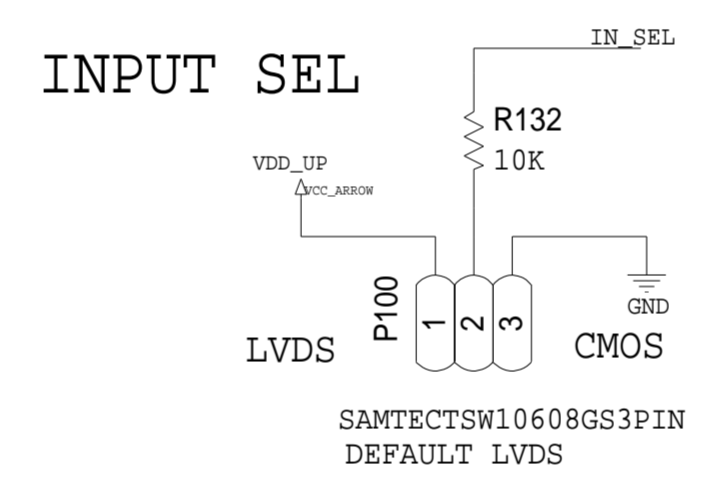 IN_SEL
INPUT SEL
R132
10K
VDD_UP
VCC_ARROW
P100
1
2
3
GND
LVDS
CMOS
SAMTECTSW10608GS3PIN
DEFAULT LVDS